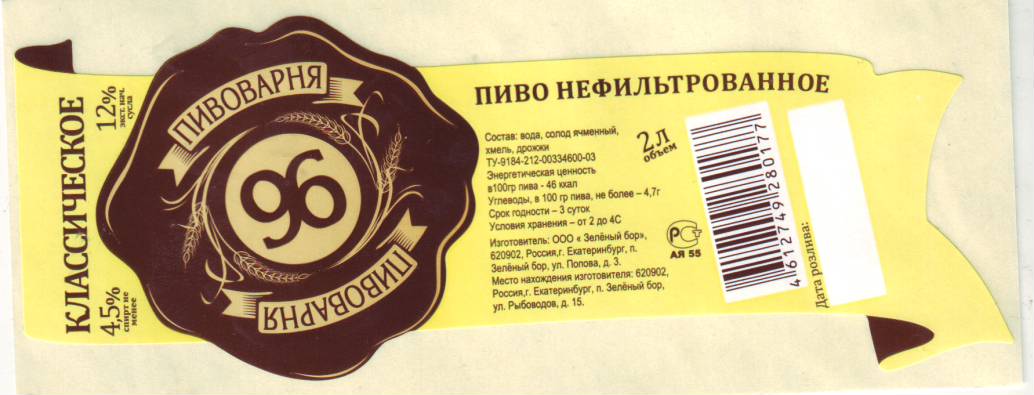 КЛАССИЧЕСКОЕ
4,5%
спирт не
менее
12%
экст. нач.
сусла
ПИВОВАРНЯ
96
ПИВОВАРНЯ
ПИВО НЕФИЛЬТРОВАННОЕ
Состав: вода, солод ячменный,
хмель, дрожжи
ТУ-9184-212-00334600-03
Энергетическая ценность
в100гр пива - 46 ккал
Углеводы, в 100 гр пива, не более – 4,7г
Срок годности – 3 суток
Условия хранения – от 2 до 4С
Изготовитель: ООО « Зелёный бор»,
620902, Россия,г. Екатеринбург, п.
Зелёный бор, ул. Попова, д. 3.
Место нахождения изготовителя: 620902,
Россия,г. Екатеринбург, п. Зелёный бор,
ул. Рыбоводов, д. 15.
2 л
объем
РСТ
АЯ 55
4612749280177
Дата розлива: